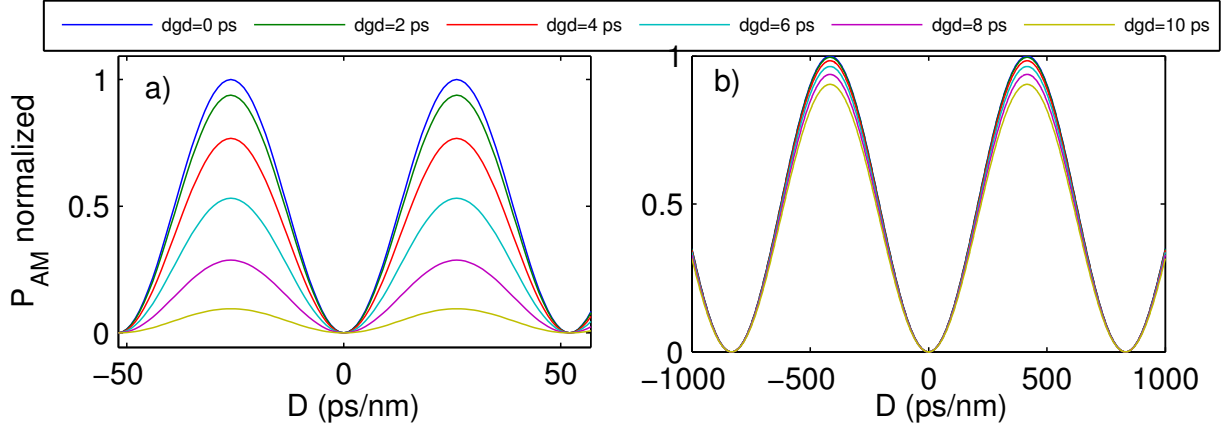 dgd=0 ps dgd=2 ps dgd=4 ps dgd=6 ps dgd=8 ps dgd=10 ps
a)
1
0.5
0
P_AM normalized
−50 0 50
D (ps/nm)
b)
1
0.5
0
−1000 −500 0 500 1000
D (ps/nm)